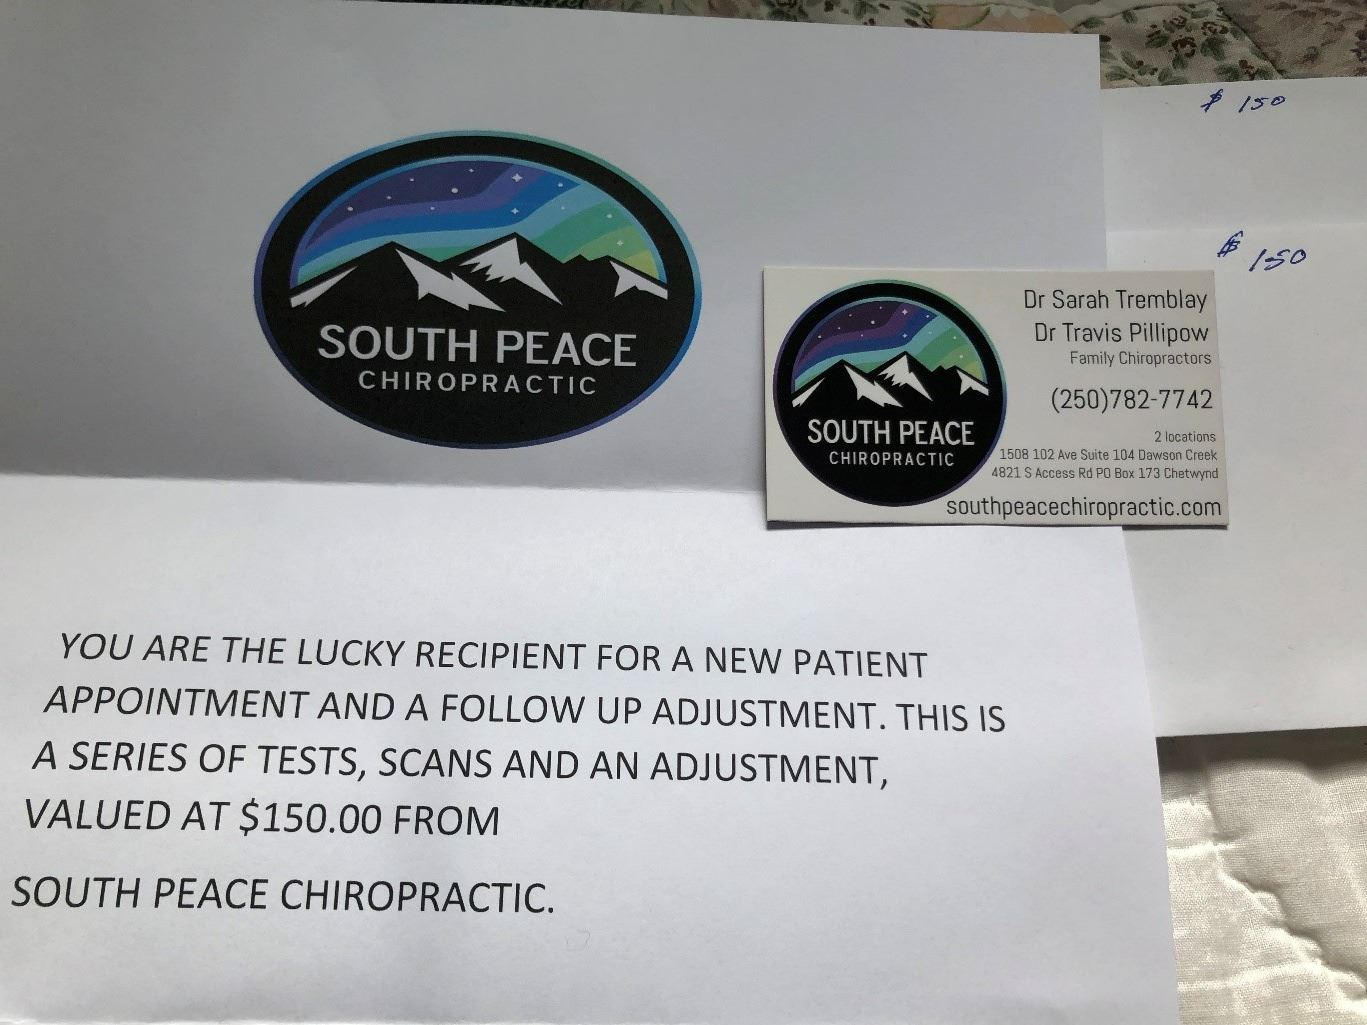 SOUTH PEACE
CHIROPRACTIC
YOU ARE THE LUCKY RECIPIENT FOR A NEW PATIENT
APPOINTMENT AND A FOLLOW UP ADJUSTMENT. THIS IS
A SERIES OF TESTS, SCANS AND AN ADJUSTMENT,
VALUED AT $150.00 FROM
SOUTH PEACE CHIROPRACTIC.
SOUTH PEACE
CHIROPRACTIC
Dr Sarah Tremblay
Dr Travis Pillipow
Family Chiropractors
(250)782-7742
2 locations
1508 102 Ave Suite 104 Dawson Creek
4821 S Access Rd PO Box 173 Chetwynd
southpeacechiropractic.com
$ 150
$ 150